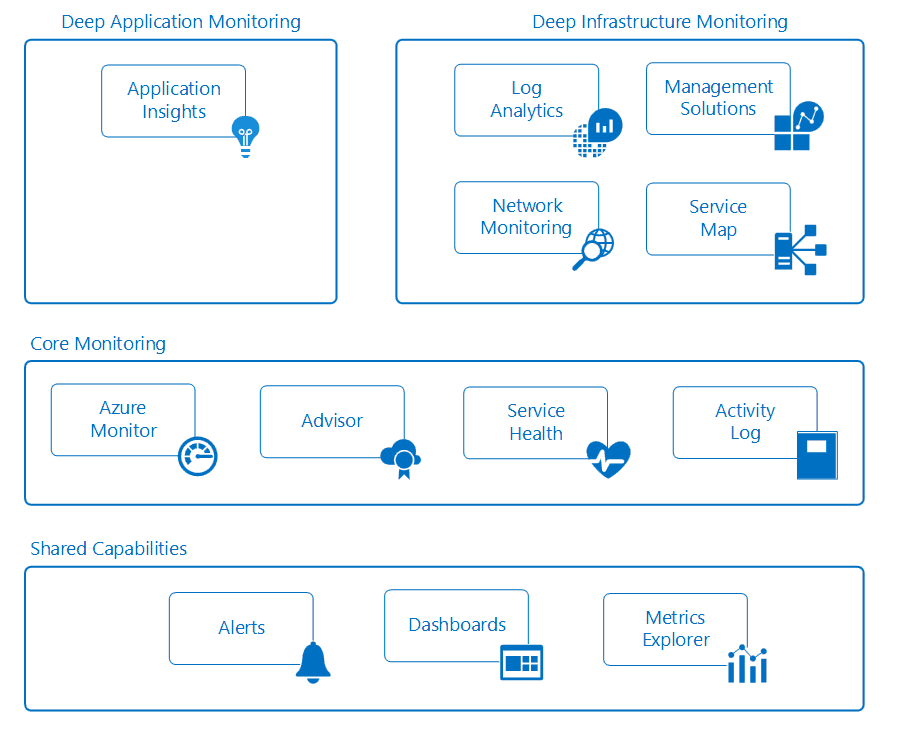 Deep Application Monitoring
Application
Insights
Deep Infrastructure Monitoring
Log
Analytics
Management
Solutions
Network
Monitoring
Service
Map
Core Monitoring
Azure
Monitor
Advisor
Service
Health
Activity
Log
Shared Capabilities
Alerts
Dashboards
Metrics
Explorer